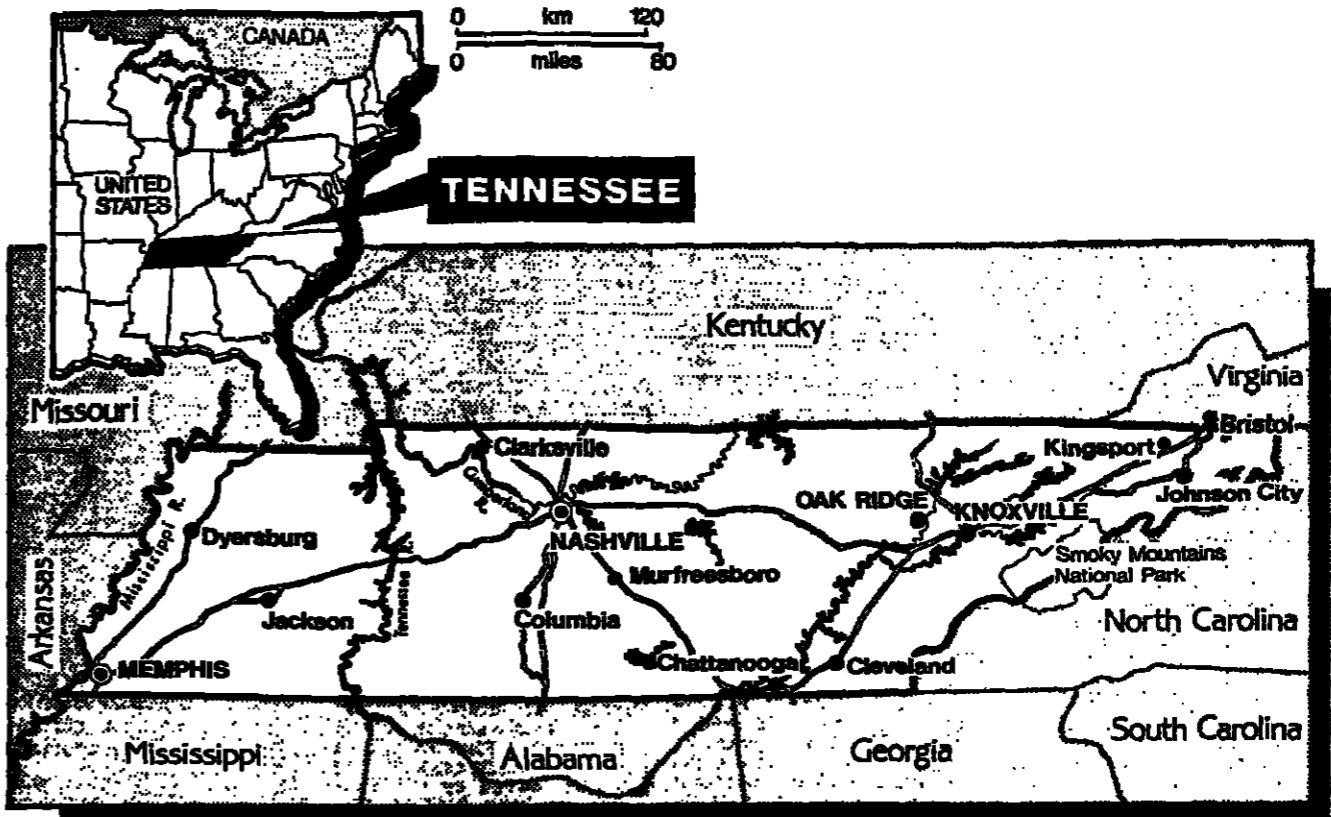 CANADA
0 km 120
0 miles 80
UNITED
STATES
TENNESSEE
Kentucky
Virginia
Missouri
Bristol
Clarksville
Kingsport
Cumberland
R.
OAK RIDGE
KNOXVILLE
Johnson City
Mississippi R.
Dyersburg
NASHVILLE
Smoky Mountains
National Park
Murfreesboro
Tennessee R.
Arkansas
Jackson
Columbia
North Carolina
MEMPHIS
Chattanooga
Cleveland
Mississippi
Alabama
Georgia
South Carolina